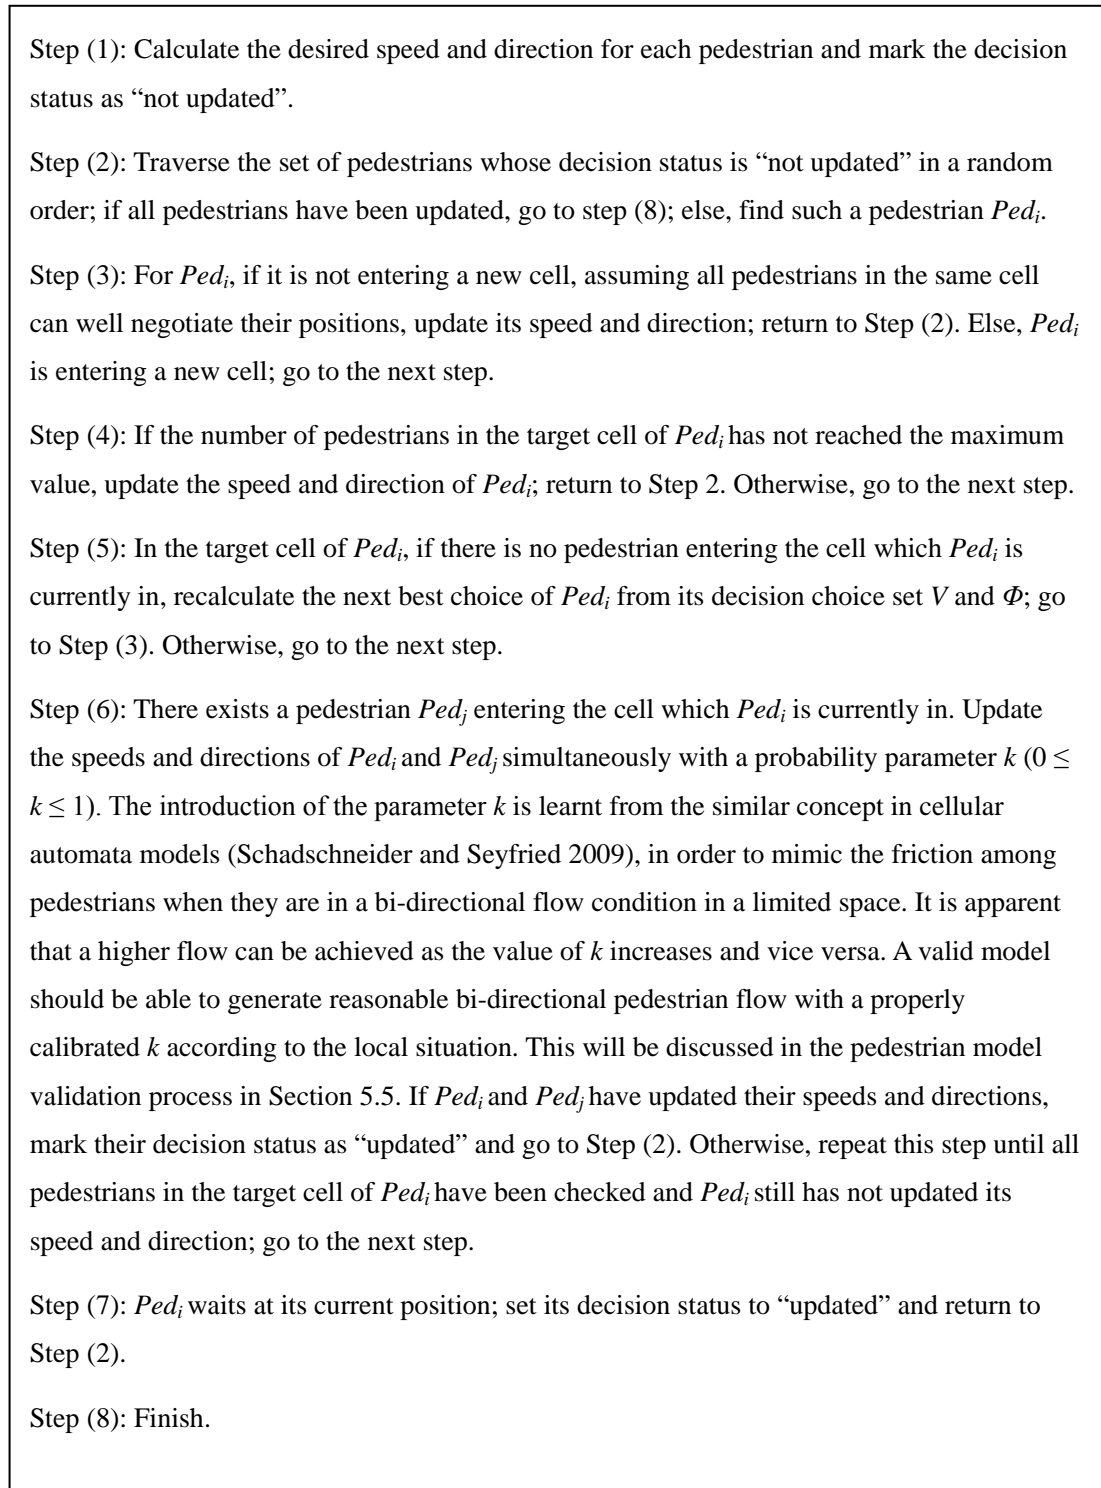 Step (1): Calculate the desired speed and direction for each pedestrian and mark the decision
status as “not updated”.
Step (2): Traverse the set of pedestrians whose decision status is “not updated” in a random
order; if all pedestrians have been updated, go to step (8); else, find such a pedestrian Pedi.
Step (3): For Pedi, if it is not entering a new cell, assuming all pedestrians in the same cell
can well negotiate their positions, update its speed and direction; return to Step (2). Else, Pedi
is entering a new cell; go to the next step.
Step (4): If the number of pedestrians in the target cell of Pedi has not reached the maximum
value, update the speed and direction of Pedi; return to Step 2. Otherwise, go to the next step.
Step (5): In the target cell of Pedi, if there is no pedestrian entering the cell which Pedi is
currently in, recalculate the next best choice of Pedi from its decision choice set V and Φ; go
to Step (3). Otherwise, go to the next step.
Step (6): There exists a pedestrian Pedj entering the cell which Pedi is currently in. Update
the speeds and directions of Pedi and Pedj simultaneously with a probability parameter k (0 ≤
k ≤ 1). The introduction of the parameter k is learnt from the similar concept in cellular
automata models (Schadschneider and Seyfried 2009), in order to mimic the friction among
pedestrians when they are in a bi-directional flow condition in a limited space. It is apparent
that a higher flow can be achieved as the value of k increases and vice versa. A valid model
should be able to generate reasonable bi-directional pedestrian flow with a properly
calibrated k according to the local situation. This will be discussed in the pedestrian model
validation process in Section 5.5. If Pedi and Pedj have updated their speeds and directions,
mark their decision status as “updated” and go to Step (2). Otherwise, repeat this step until all
pedestrians in the target cell of Pedi have been checked and Pedi still has not updated its
speed and direction; go to the next step.
Step (7): Pedi waits at its current position; set its decision status to “updated” and return to
Step (2).
Step (8): Finish.